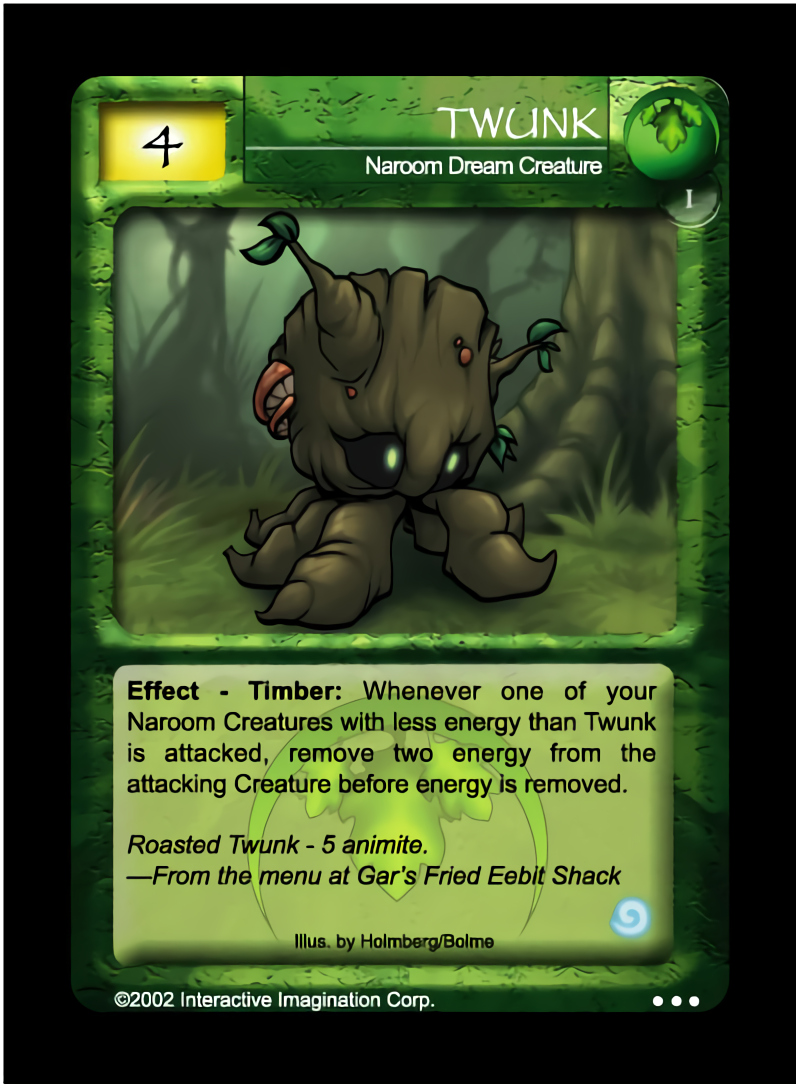 4
TWUNK
Naroom Dream Creature
1
Effect - Timber: Whenever one of your
Naroom Creatures with less energy than Twunk
is attacked, remove two energy from the
attacking Creature before energy is removed.
Roasted Twunk - 5 animite.
—From the menu at Gar's Fried Eebit Shack
Illus. by Holmberg/Bolme
©2002 Interactive Imagination Corp.